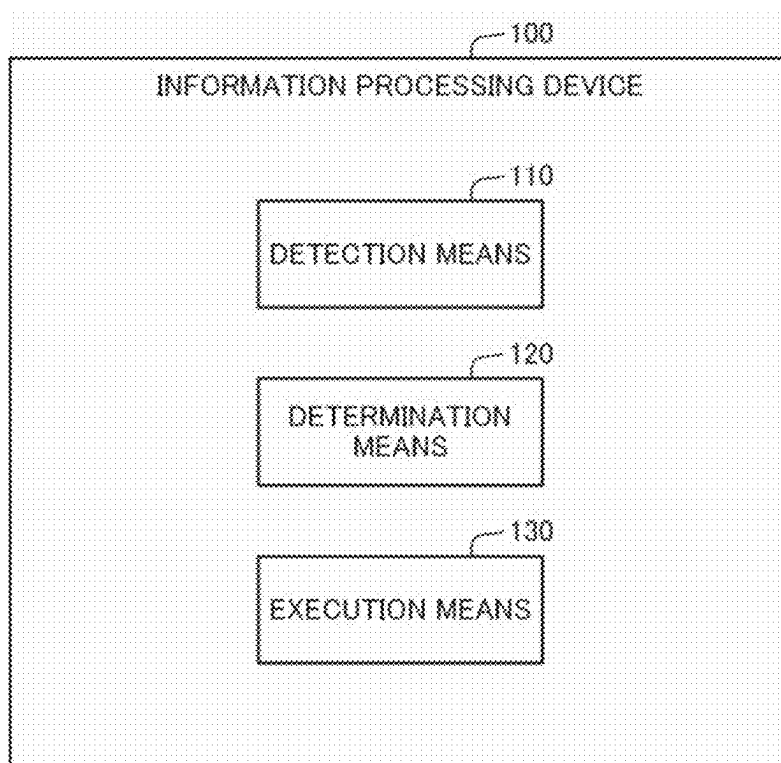 100
INFORMATION PROCESSING DEVICE
110
DETECTION MEANS
120
DETERMINATION
MEANS
130
EXECUTION MEANS